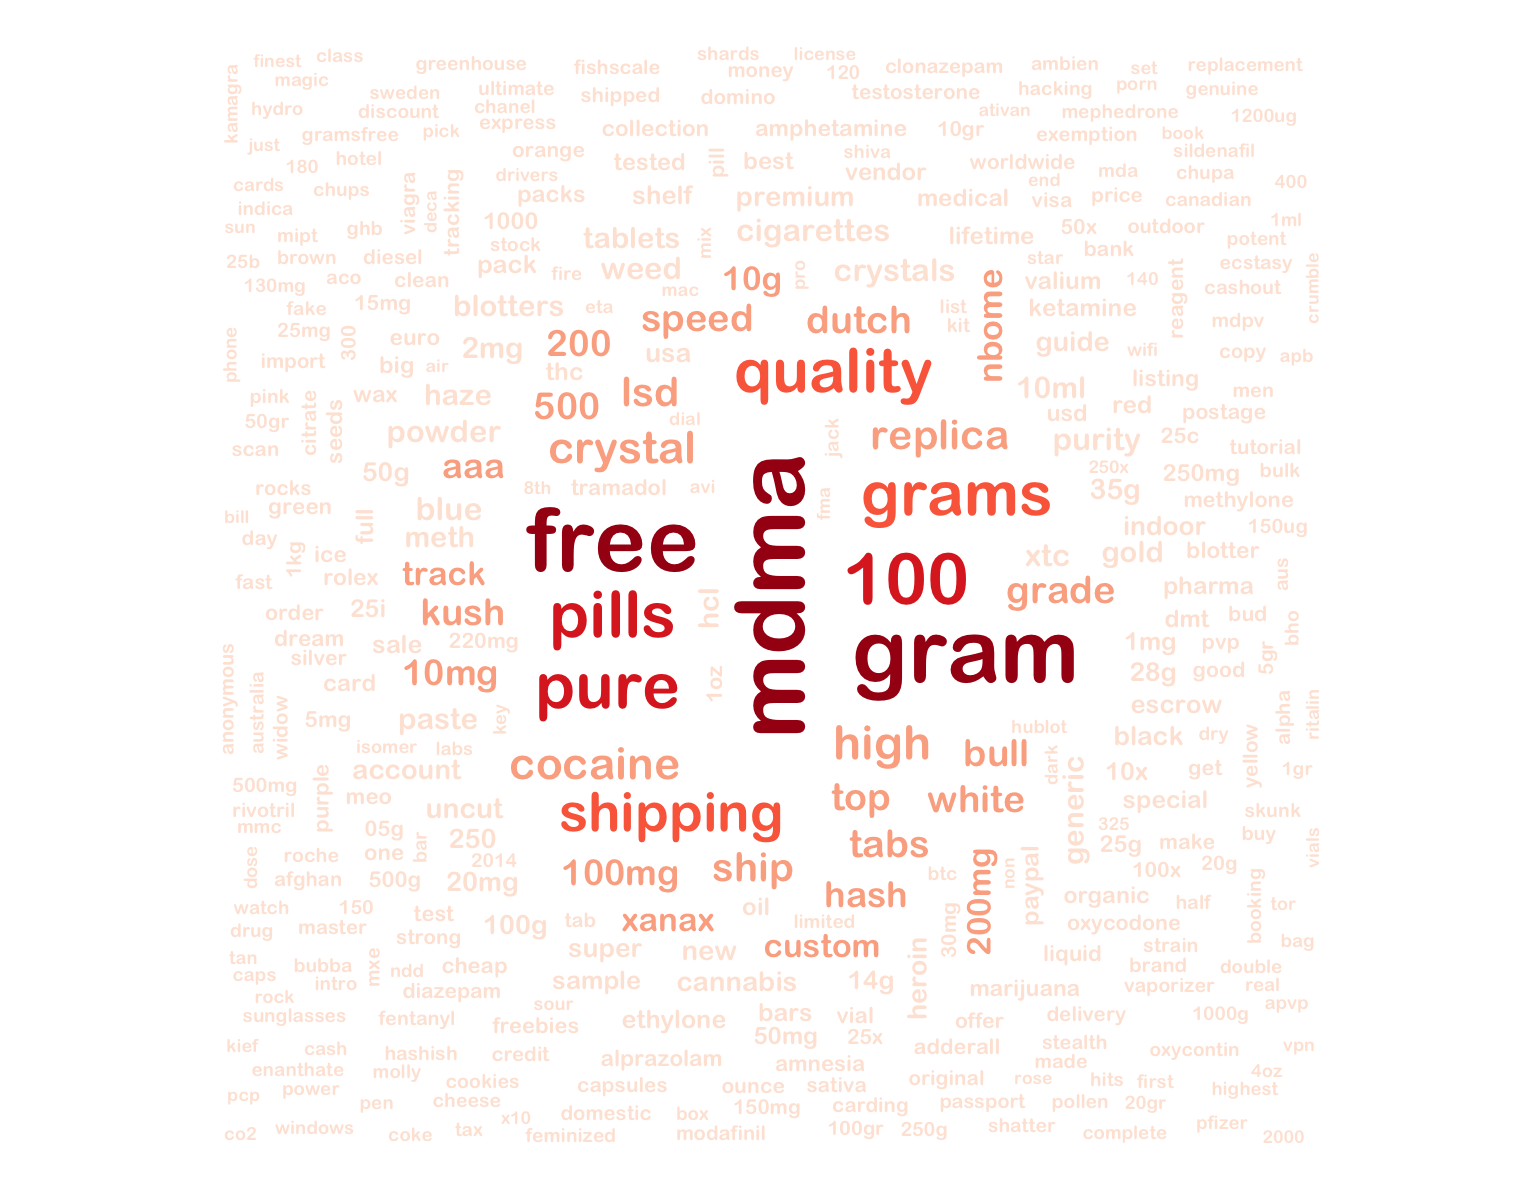 shards license
finest class greenhouse fishscale money 120 clonazepam ambien set replacement
kamagra magic sweden ultimate shipped domino testosterone hacking porn genuine
hydro discount chanel express collection amphetamine 10gr ativan mephedrone 1200ug
just gramsfree pick orange tested pill best shiva vendor worldwide exemption book sildenafil
180 hotel drivers end mda chupa 400
cards chups viagra deca tracking packs shelf premium medical visa price canadian
indica 1000 cigarettes lifetime 50x outdoor 1ml
sun mipt ghb stock tablets mix star bank potent
25b brown diesel pack fire weed 10g pro crystals nbome valium 140 reagent ecstasy crumble
130mg aco clean mac cashout
fake 15mg blotters eta speed dutch list kit ketamine mdpv
phone 25mg 300 euro 2mg 200 usa quality guide wifi copy apb
import big air thc 10ml listing men
pink wax haze 500 lsd usd red postage
50gr citrate seeds powder crystal dial jack replica purity 25c tutorial
scan 50g aaa 250x 250mg bulk
rocks green blue 8th tramadol avi mdma fma grams 35g methylone
bill day full meth free indoor 150ug
1kg ice xtc gold blotter
fast rolex track pills hcl 100 grade pharma aus
order 25i kush dmt bud bho
dream sale 220mg gram 1mg pvp 5gr
anonymous silver 10mg pure 1oz 28g good
australia widow card 5mg paste key escrow alpha ritalin
isomer labs high bull hublot black dry yellow
500mg purple account cocaine dark generic 10x get 1gr
rivotril meo uncut shipping top white special skunk
mmc 05g bar 250 tabs 325 25g make buy vials
dose roche one 2014 100mg ship 200mg non paypal 100x 20g booking
afghan 500g 20mg btc organic half tor
watch 150 test 100g tab xanax oil limited hash 30mg oxycodone
drug master strong super new custom heroin liquid strain bag
tan caps bubba intro mxe ndd cheap sample cannabis 14g marijuana brand double
rock diazepam sour vaporizer real apvp
sunglasses fentanyl freebies ethylone bars vial offer delivery 1000g
kief cash hashish credit alprazolam 50mg 25x adderall stealth oxycontin vpn
enanthate molly cookies capsules amnesia made 4oz
pcp power pen cheese ounce sativa original rose hits first highest
x10 domestic box 150mg carding passport pollen 20gr
co2 windows coke tax feminized modafinil 100gr 250g shatter complete pfizer 2000